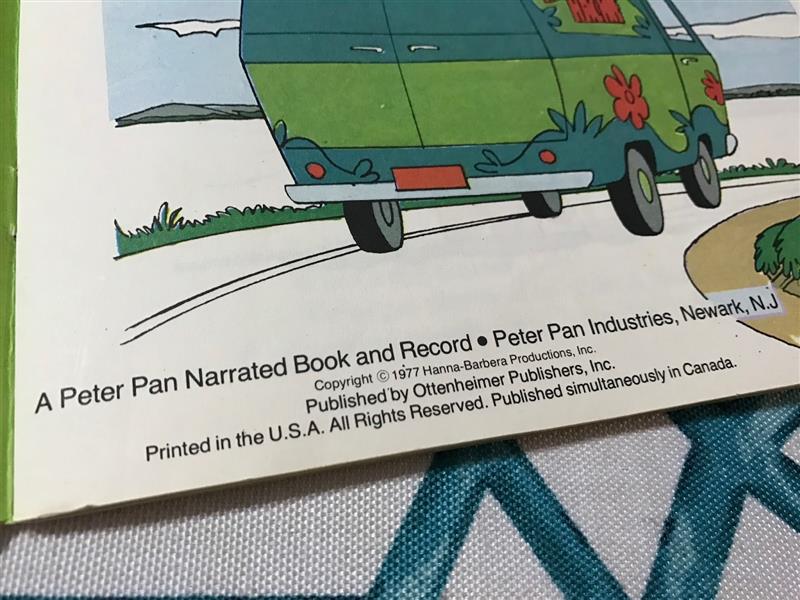 A Peter Pan Narrated Book and Record • Peter Pan Industries, Newark, N.J
Copyright © 1977 Hanna-Barbera Productions, Inc.
Published by Ottenheimer Publishers, Inc.
Printed in the U.S.A. All Rights Reserved. Published simultaneously in Canada.